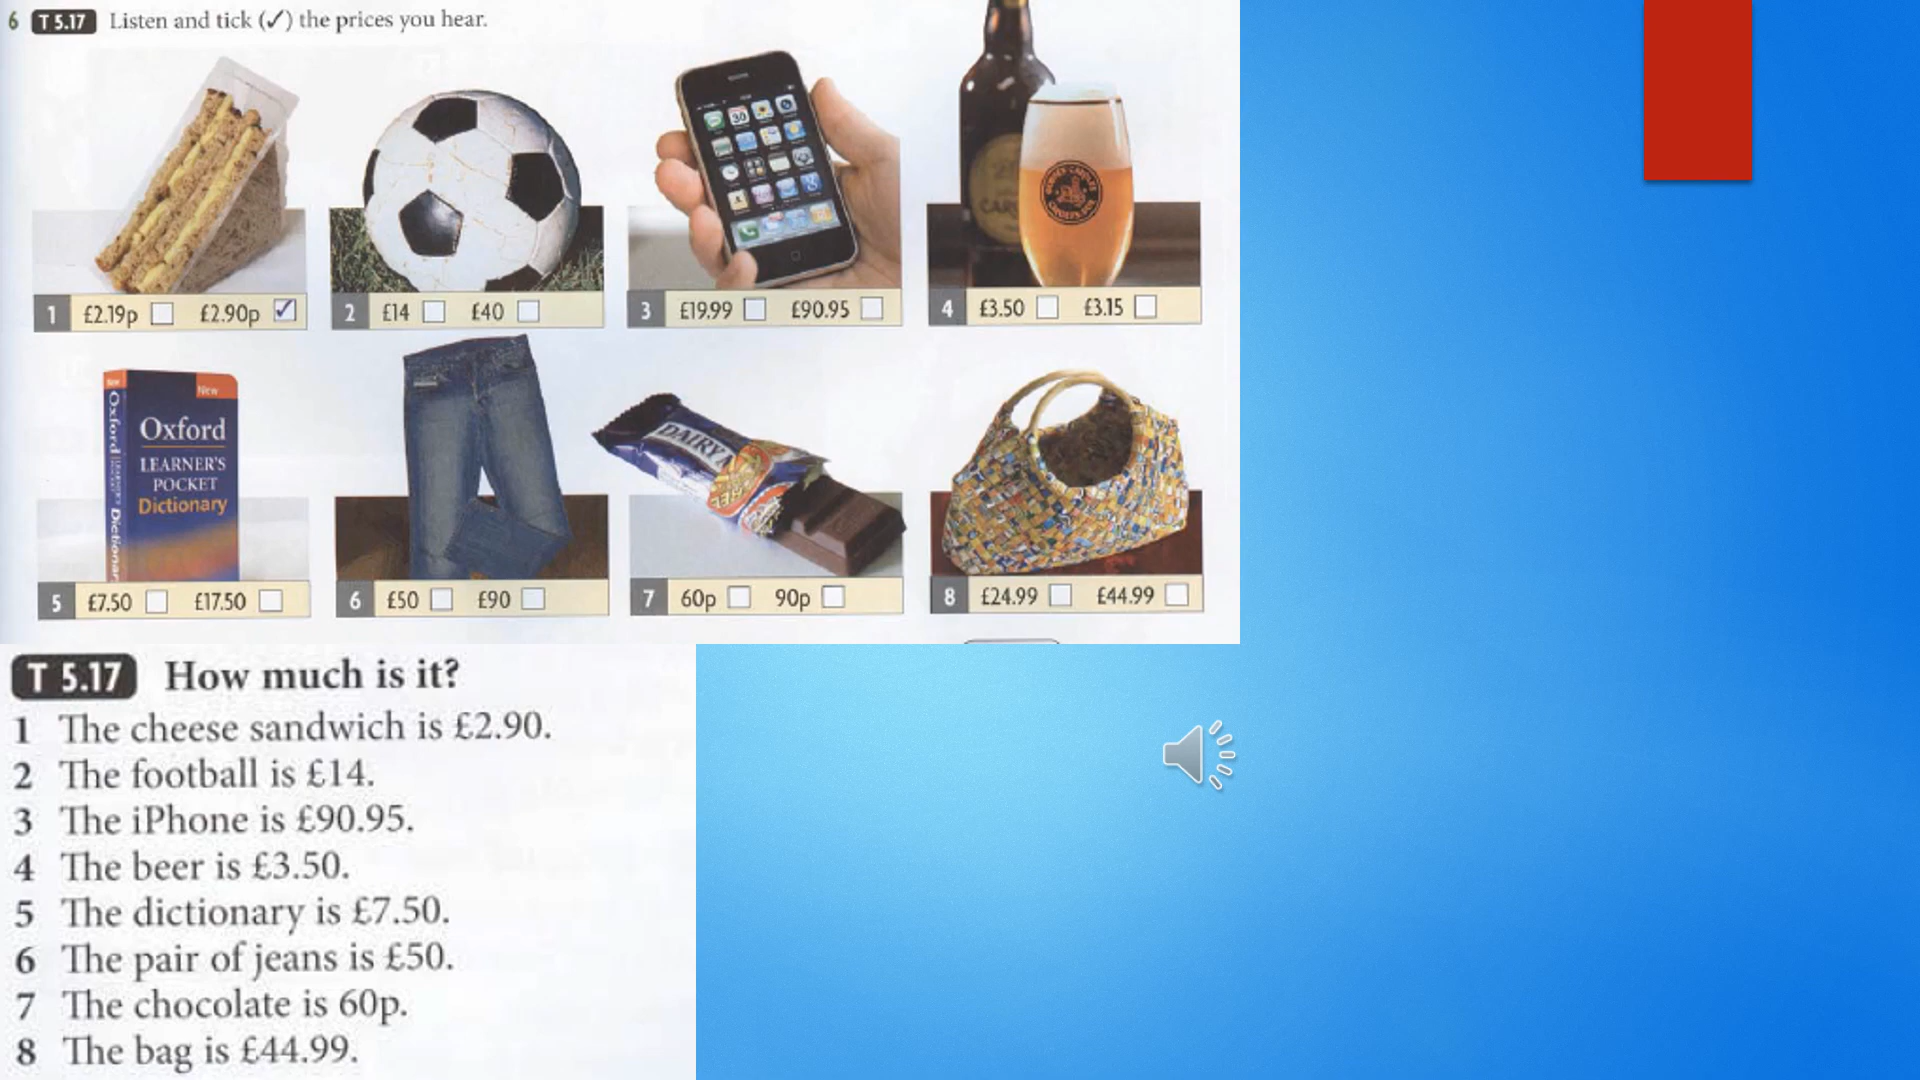 6 T 5.17 Listen and tick (✓) the prices you hear.
1 £2.19p £2.90p ✓
2 £14 £40
3 £19.99 £90.95
4 £3.50 £3.15
New
New
Oxford
LEARNER'S
POCKET
Dictionary
Oxford
Dictionar
DAIRY
5 £7.50 £17.50
6 £50 £90
7 60p 90p
8 £24.99 £44.99
T 5.17 How much is it?
1 The cheese sandwich is £2.90.
2 The football is £14.
3 The iPhone is £90.95.
4 The beer is £3.50.
5 The dictionary is £7.50.
6 The pair of jeans is £50.
7 The chocolate is 60p.
8 The bag is £44.99.